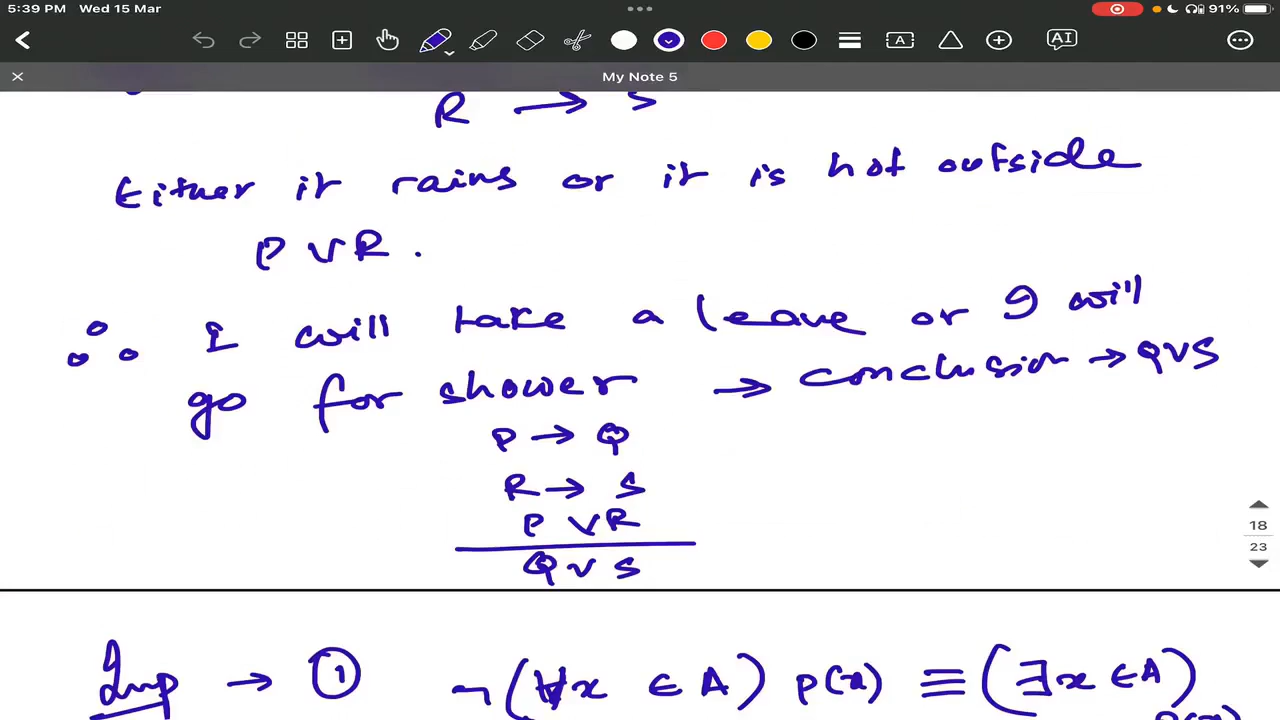 5:39 PM Wed 15 Mar
91%
AI
My Note 5
R → S
Either it rains or it is hot outside
P ∨ R .
∴ I will take a leave or I will
go for shower → conclusion → Q∨S
P → Q
R → S
P ∨ R
Q ∨ S
18
23
Imp → ① ¬(∀x ∈ A) p(x) ≡ (∃x ∈ A)